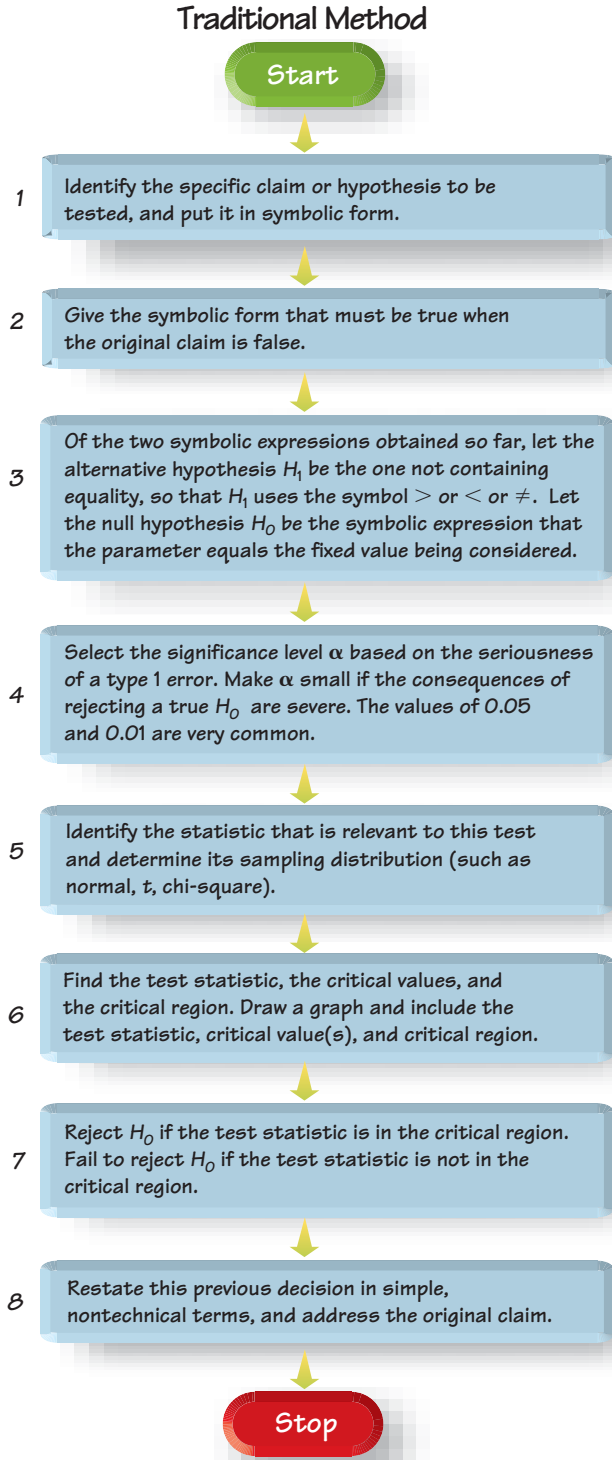 Traditional Method
Start
1
Identify the specific claim or hypothesis to be
tested, and put it in symbolic form.
2
Give the symbolic form that must be true when
the original claim is false.
3
Of the two symbolic expressions obtained so far, let the
alternative hypothesis H₁ be the one not containing
equality, so that H₁ uses the symbol > or < or ≠. Let
the null hypothesis H₀ be the symbolic expression that
the parameter equals the fixed value being considered.
4
Select the significance level α based on the seriousness
of a type 1 error. Make α small if the consequences of
rejecting a true H₀ are severe. The values of 0.05
and 0.01 are very common.
5
Identify the statistic that is relevant to this test
and determine its sampling distribution (such as
normal, t, chi-square).
6
Find the test statistic, the critical values, and
the critical region. Draw a graph and include the
test statistic, critical value(s), and critical region.
7
Reject H₀ if the test statistic is in the critical region.
Fail to reject H₀ if the test statistic is not in the
critical region.
8
Restate this previous decision in simple,
nontechnical terms, and address the original claim.
Stop